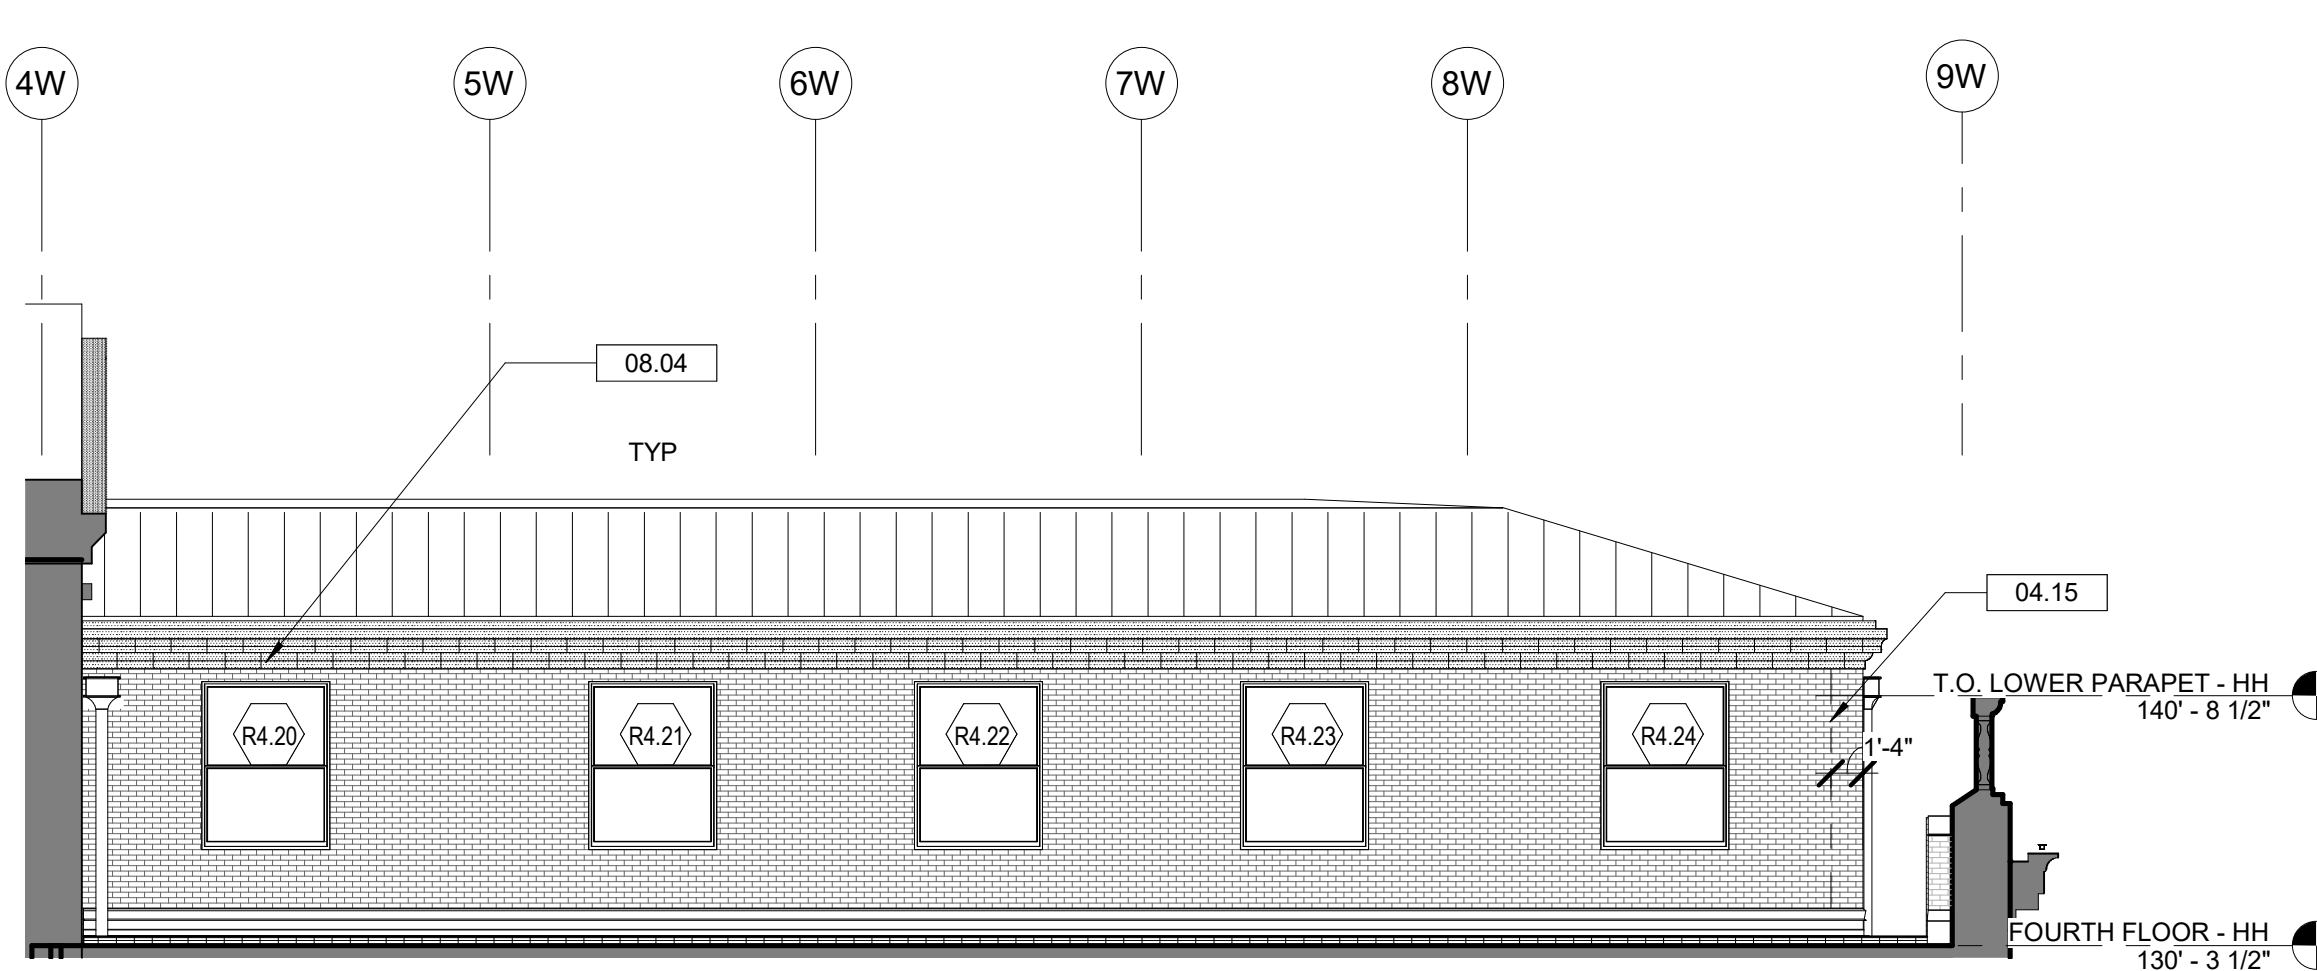 4W
5W
6W
7W
8W
9W
08.04
TYP
04.15
T.O. LOWER PARAPET - HH
140' - 8 1/2"
R4.20
R4.21
R4.22
R4.23
R4.24
1'-4"
FOURTH FLOOR - HH
130' - 3 1/2"